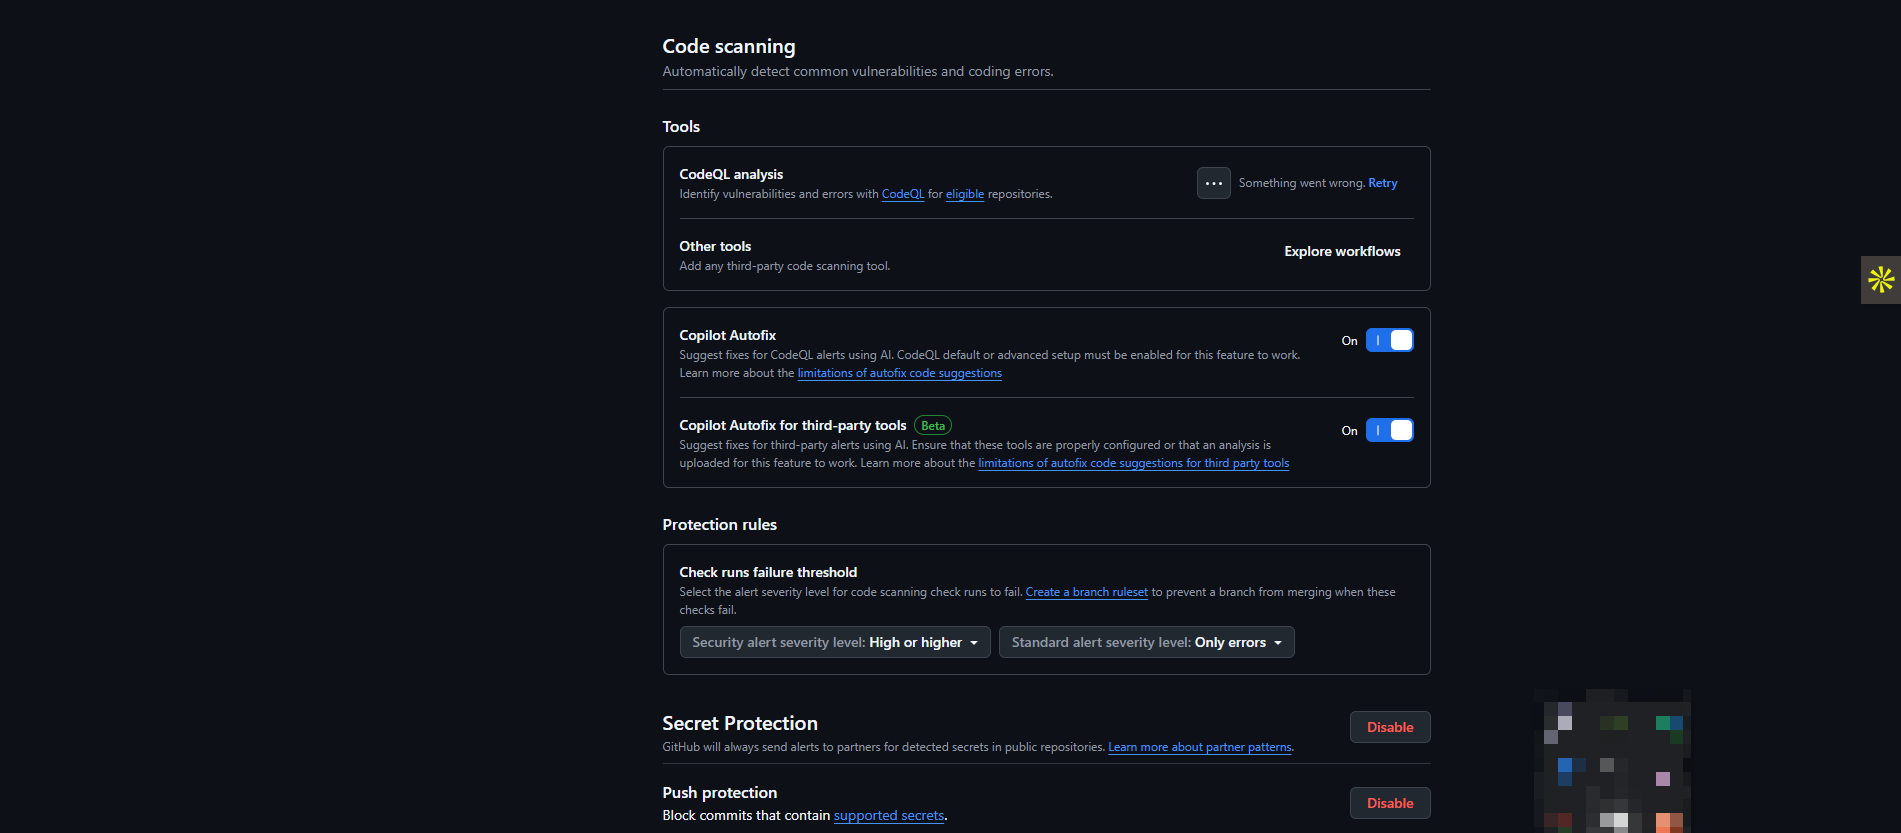 Code scanning
Automatically detect common vulnerabilities and coding errors.
Tools
CodeQL analysis
Identify vulnerabilities and errors with CodeQL for eligible repositories.
Something went wrong. Retry
Other tools
Add any third-party code scanning tool.
Explore workflows
Copilot Autofix
Suggest fixes for CodeQL alerts using AI. CodeQL default or advanced setup must be enabled for this feature to work.
Learn more about the limitations of autofix code suggestions
On
Copilot Autofix for third-party tools Beta
Suggest fixes for third-party alerts using AI. Ensure that these tools are properly configured or that an analysis is
uploaded for this feature to work. Learn more about the limitations of autofix code suggestions for third party tools
On
Protection rules
Check runs failure threshold
Select the alert severity level for code scanning check runs to fail. Create a branch ruleset to prevent a branch from merging when these
checks fail.
Security alert severity level: High or higher
Standard alert severity level: Only errors
Secret Protection
GitHub will always send alerts to partners for detected secrets in public repositories. Learn more about partner patterns.
Disable
Push protection
Block commits that contain supported secrets.
Disable